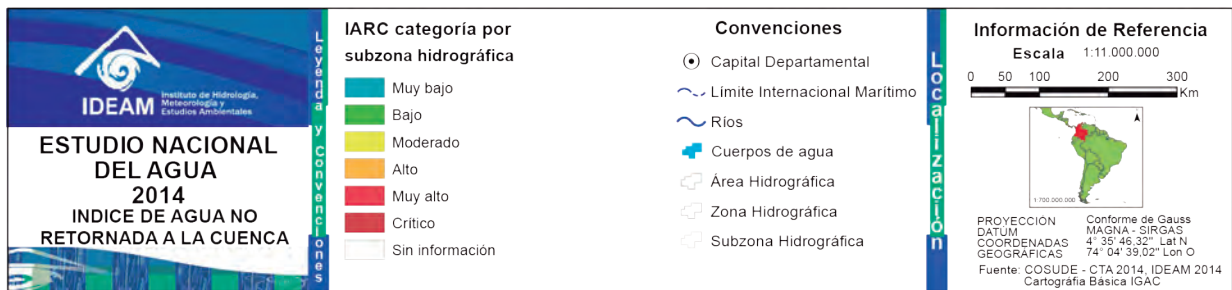 IDEAM
Instituto de Hidrología,
Meteorología y
Estudios Ambientales
ESTUDIO NACIONAL
DEL AGUA
2014
INDICE DE AGUA NO
RETORNADA A LA CUENCA
Leyenda y Convenciones
IARC categoría por
subzona hidrográfica
Muy bajo
Bajo
Moderado
Alto
Muy alto
Crítico
Sin información
Convenciones
Capital Departamental
Límite Internacional Marítimo
Ríos
Cuerpos de agua
Área Hidrográfica
Zona Hidrográfica
Subzona Hidrográfica
Localización
Información de Referencia
Escala 1:11.000.000
0 50 100 200 300
Km
1:700.000.000
PROYECCIÓN Conforme de Gauss
DATÚM MAGNA - SIRGAS
COORDENADAS 4° 35' 46,32" Lat N
GEOGRÁFICAS 74° 04' 39,02" Lon O
Fuente: COSUDE - CTA 2014, IDEAM 2014
Cartográfia Básica IGAC